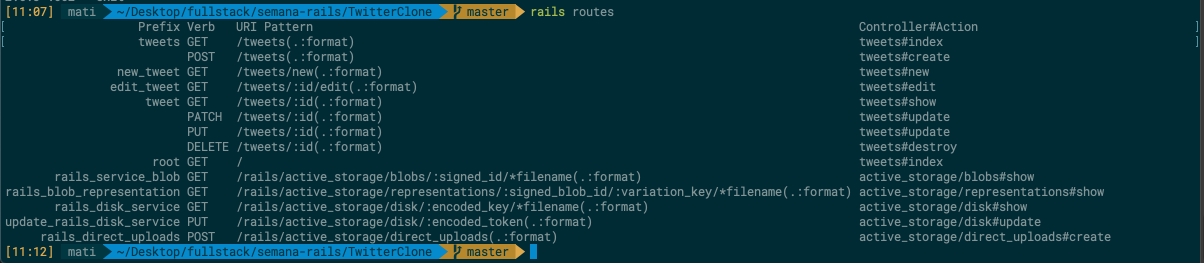 [11:07] mati ~/Desktop/fullstack/semana-rails/TwitterClone master rails routes
[ Prefix Verb URI Pattern Controller#Action ]
[ tweets GET /tweets(.:format) tweets#index ]
POST /tweets(.:format) tweets#create
new_tweet GET /tweets/new(.:format) tweets#new
edit_tweet GET /tweets/:id/edit(.:format) tweets#edit
tweet GET /tweets/:id(.:format) tweets#show
PATCH /tweets/:id(.:format) tweets#update
PUT /tweets/:id(.:format) tweets#update
DELETE /tweets/:id(.:format) tweets#destroy
root GET / tweets#index
rails_service_blob GET /rails/active_storage/blobs/:signed_id/*filename(.:format) active_storage/blobs#show
rails_blob_representation GET /rails/active_storage/representations/:signed_blob_id/:variation_key/*filename(.:format) active_storage/representations#show
rails_disk_service GET /rails/active_storage/disk/:encoded_key/*filename(.:format) active_storage/disk#show
update_rails_disk_service PUT /rails/active_storage/disk/:encoded_token(.:format) active_storage/disk#update
rails_direct_uploads POST /rails/active_storage/direct_uploads(.:format) active_storage/direct_uploads#create
[11:12] mati ~/Desktop/fullstack/semana-rails/TwitterClone master